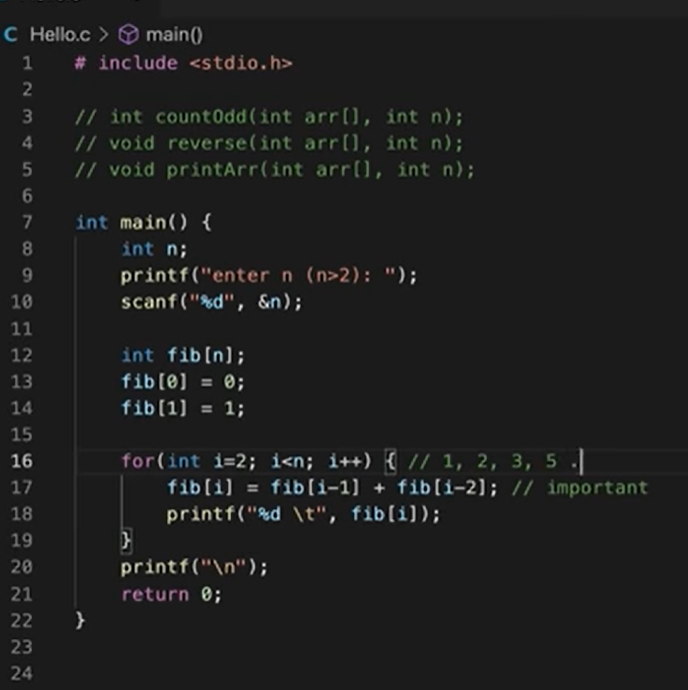 C Hello.c > main()
1 # include <stdio.h>
2
3 // int countOdd(int arr[], int n);
4 // void reverse(int arr[], int n);
5 // void printArr(int arr[], int n);
6
7 int main() {
8 int n;
9 printf("enter n (n>2): ");
10 scanf("%d", &n);
11
12 int fib[n];
13 fib[0] = 0;
14 fib[1] = 1;
15
16 for(int i=2; i<n; i++) { // 1, 2, 3, 5 .
17 fib[i] = fib[i-1] + fib[i-2]; // important
18 printf("%d \t", fib[i]);
19 }
20 printf("\n");
21 return 0;
22 }
23
24